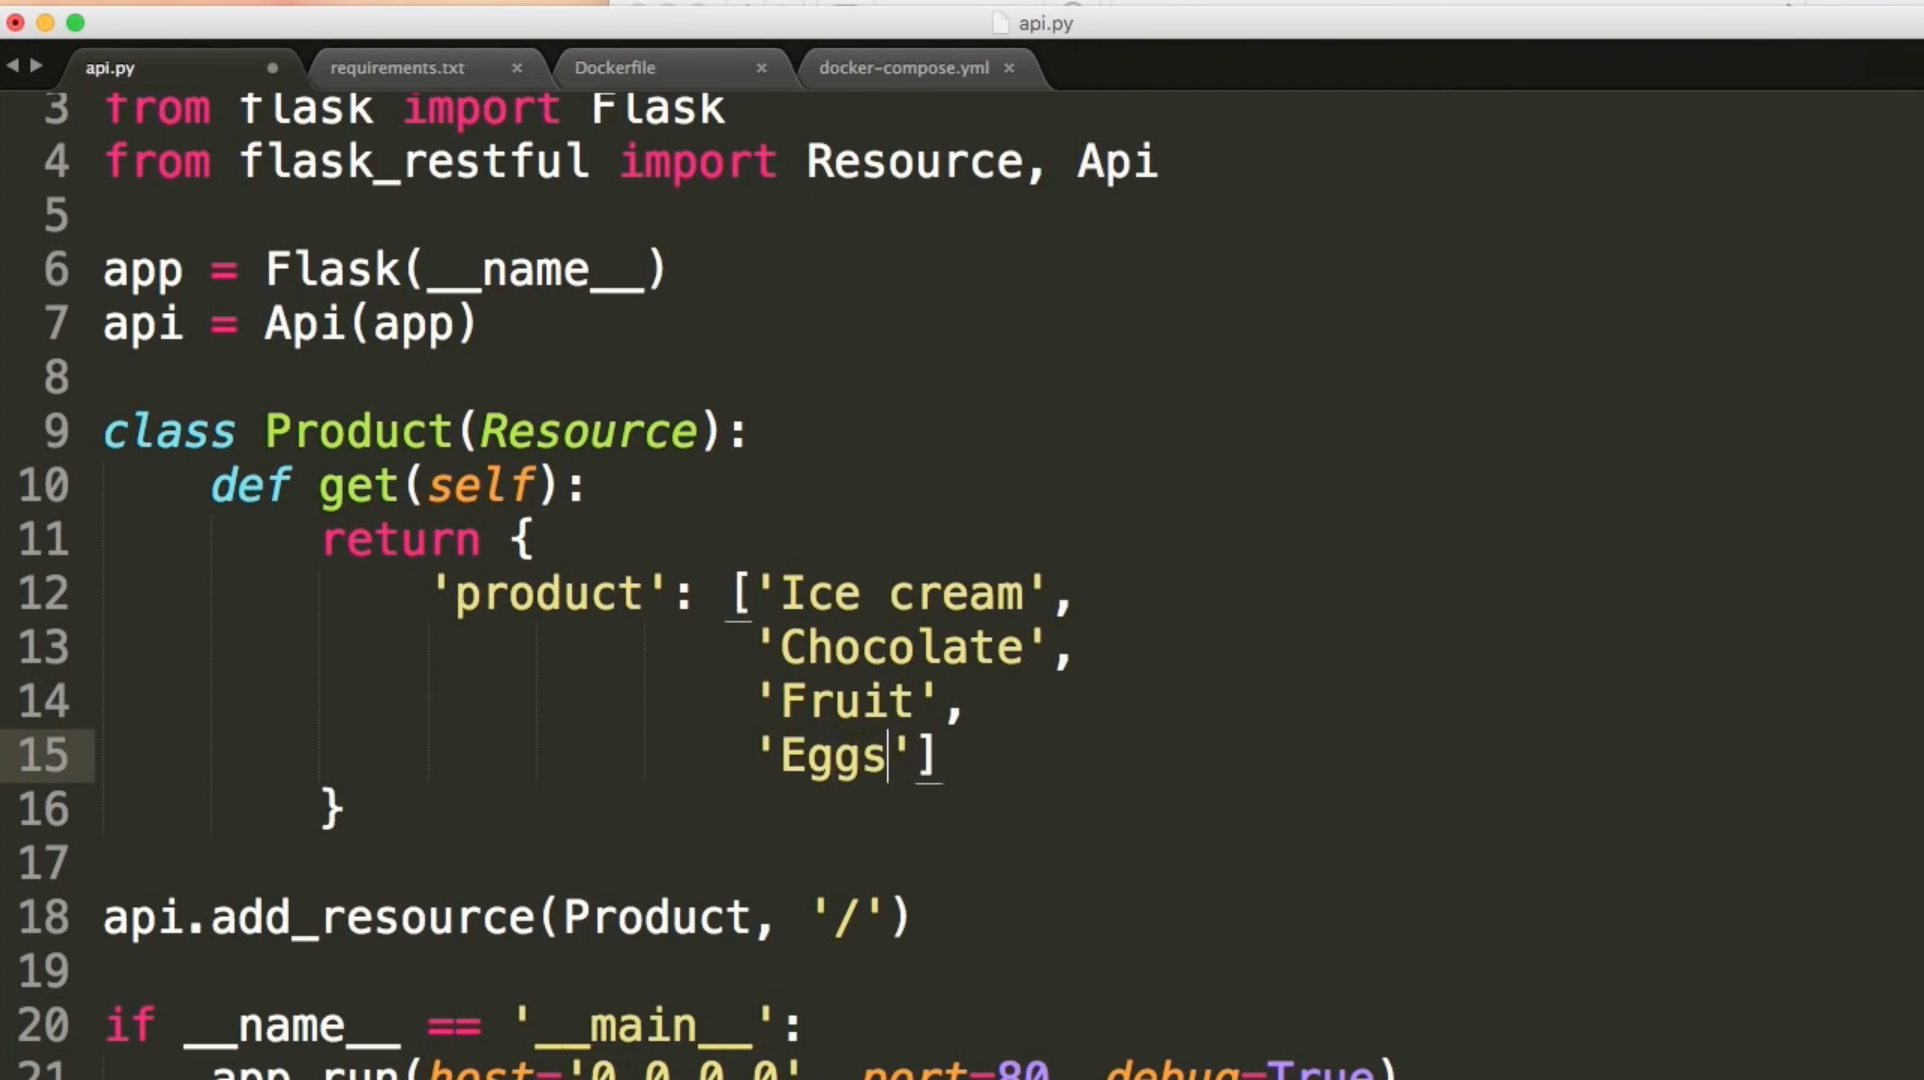 api.py
api.py
requirements.txt
Dockerfile
docker-compose.yml
3 from flask import Flask
4 from flask_restful import Resource, Api
5
6 app = Flask(__name__)
7 api = Api(app)
8
9 class Product(Resource):
10 def get(self):
11 return {
12 'product': ['Ice cream',
13 'Chocolate',
14 'Fruit',
15 'Eggs']
16 }
17
18 api.add_resource(Product, '/')
19
20 if __name__ == '__main__':
21 app.run(host='0.0.0.0', port=80, debug=True)